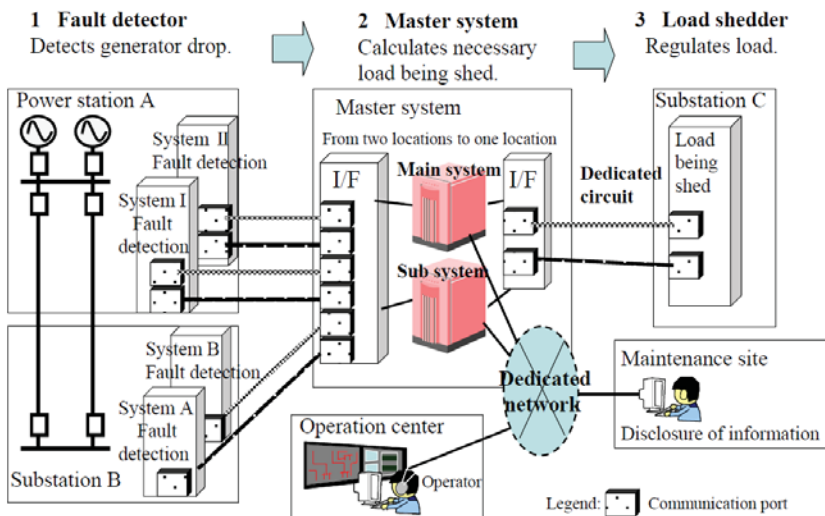 1 Fault detector
Detects generator drop.
2 Master system
Calculates necessary
load being shed.
3 Load shedder
Regulates load.
Power station A
System II
Fault detection
System I
Fault
detection
Substation B
System B
Fault detection
System A
Fault
detection
Master system
From two locations to one location
I/F
Main system
Sub system
I/F
Dedicated
circuit
Substation C
Load
being
shed
Dedicated
network
Operation center
Operator
Maintenance site
Disclosure of information
Legend: Communication port